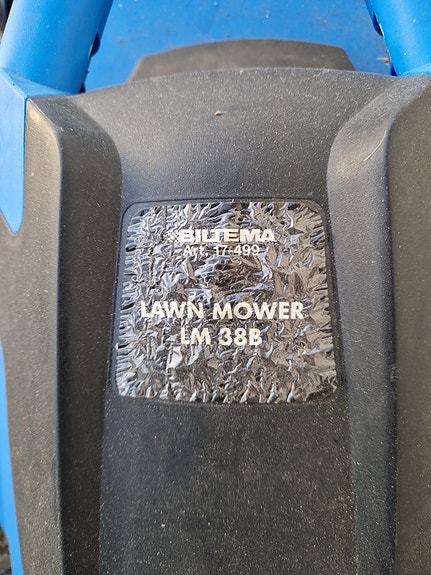 BILTEMA
Art. 17-499
LAWN MOWER
LM 38B